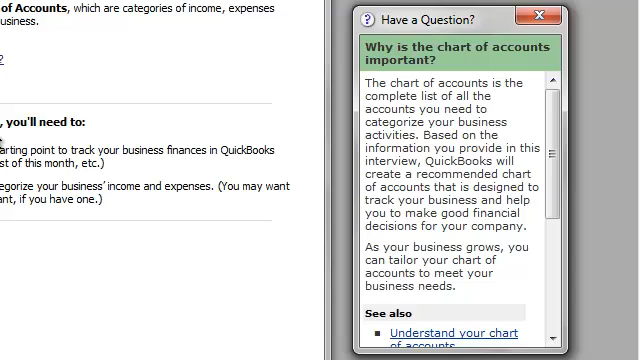 of Accounts, which are categories of income, expenses
usiness.
?
, you'll need to:
arting point to track your business finances in QuickBooks
st of this month, etc.)
egorize your business' income and expenses. (You may want
ant, if you have one.)
Have a Question?
Why is the chart of accounts
important?
The chart of accounts is the
complete list of all the
accounts you need to
categorize your business
activities. Based on the
information you provide in this
interview, QuickBooks will
create a recommended chart
of accounts that is designed to
track your business and help
you to make good financial
decisions for your company.
As your business grows, you
can tailor your chart of
accounts to meet your
business needs.
See also
Understand your chart
of accounts